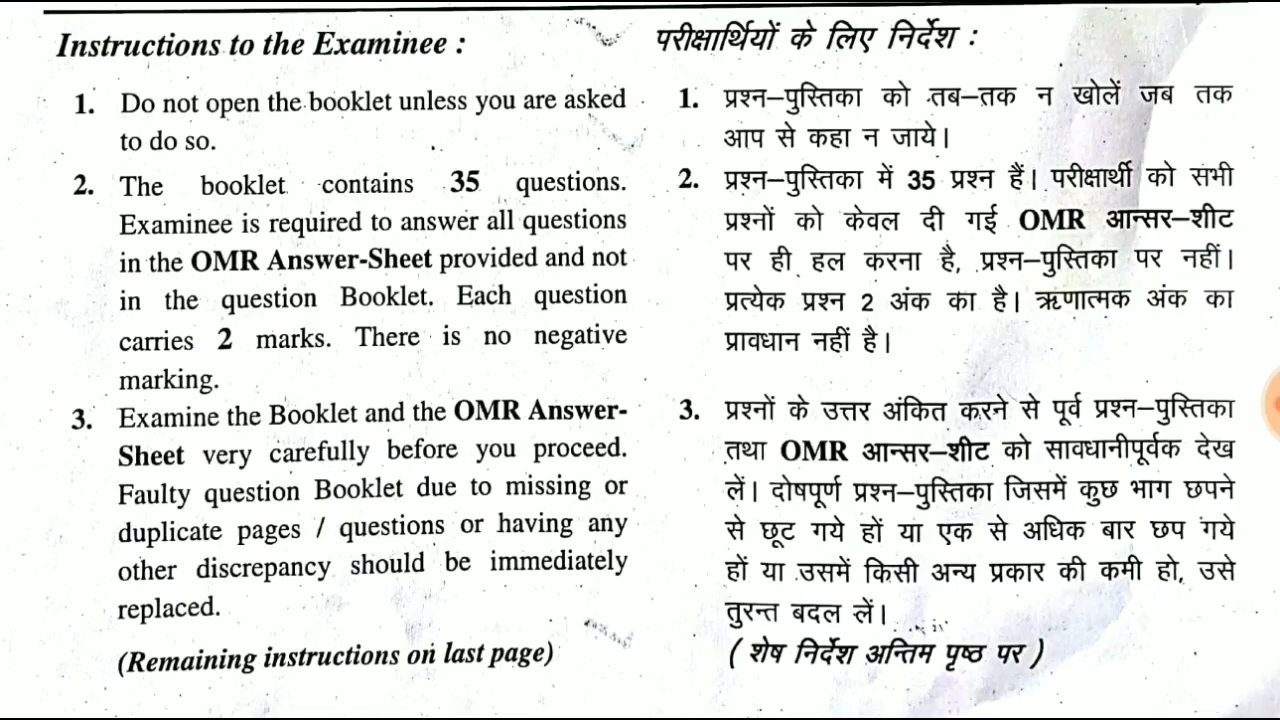 Instructions to the Examinee :
1. Do not open the booklet unless you are asked
to do so.
2. The booklet contains 35 questions.
Examinee is required to answer all questions
in the OMR Answer-Sheet provided and not
in the question Booklet. Each question
carries 2 marks. There is no negative
marking.
3. Examine the Booklet and the OMR Answer-
Sheet very carefully before you proceed.
Faulty question Booklet due to missing or
duplicate pages / questions or having any
other discrepancy should be immediately
replaced.
(Remaining instructions on last page)
परीक्षार्थियों के लिए निर्देश :
1. प्रश्न–पुस्तिका को तब–तक न खोलें जब तक
आप से कहा न जाये।
2. प्रश्न–पुस्तिका में 35 प्रश्न हैं। परीक्षार्थी को सभी
प्रश्नों को केवल दी गई OMR आन्सर–शीट
पर ही हल करना है, प्रश्न–पुस्तिका पर नहीं।
प्रत्येक प्रश्न 2 अंक का है। ऋणात्मक अंक का
प्रावधान नहीं है।
3. प्रश्नों के उत्तर अंकित करने से पूर्व प्रश्न–पुस्तिका
तथा OMR आन्सर–शीट को सावधानीपूर्वक देख
लें। दोषपूर्ण प्रश्न–पुस्तिका जिसमें कुछ भाग छपने
से छूट गये हों या एक से अधिक बार छप गये
हों या उसमें किसी अन्य प्रकार की कमी हो, उसे
तुरन्त बदल लें।
( शेष निर्देश अन्तिम पृष्ठ पर )